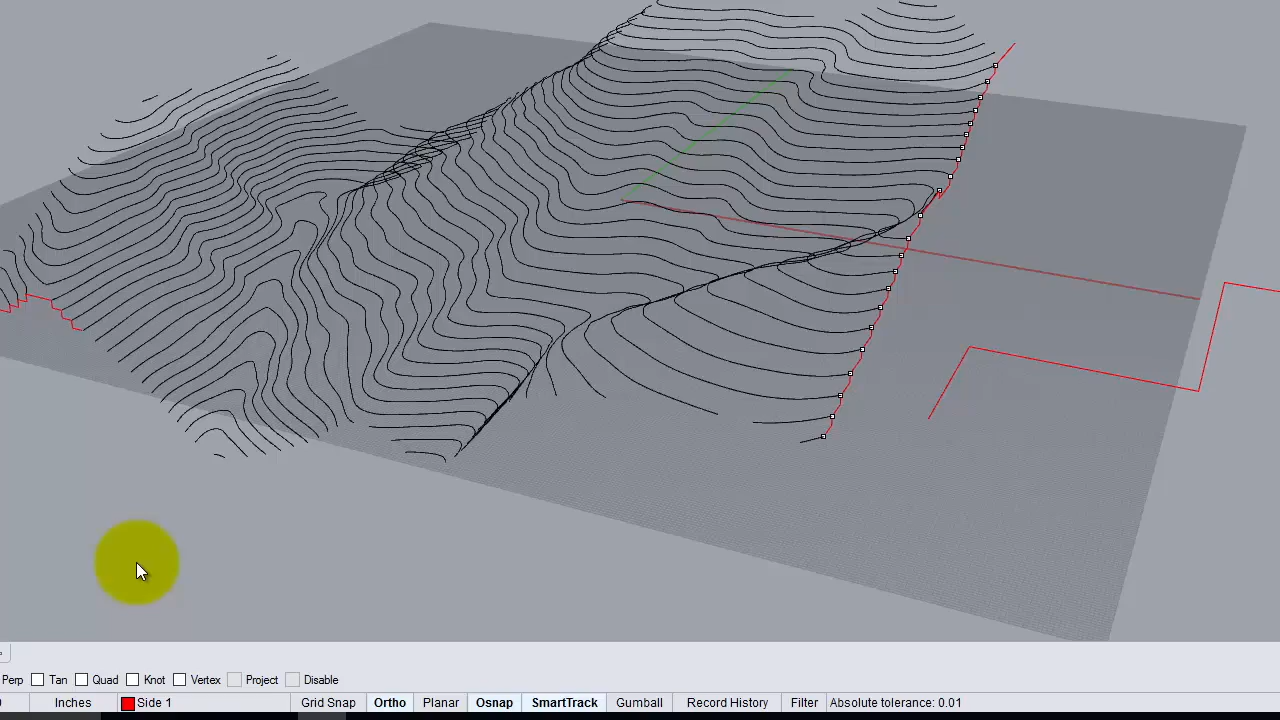 Perp Tan Quad Knot Vertex Project Disable
Inches Side 1 Grid Snap Ortho Planar Osnap SmartTrack Gumball Record History Filter Absolute tolerance: 0.01